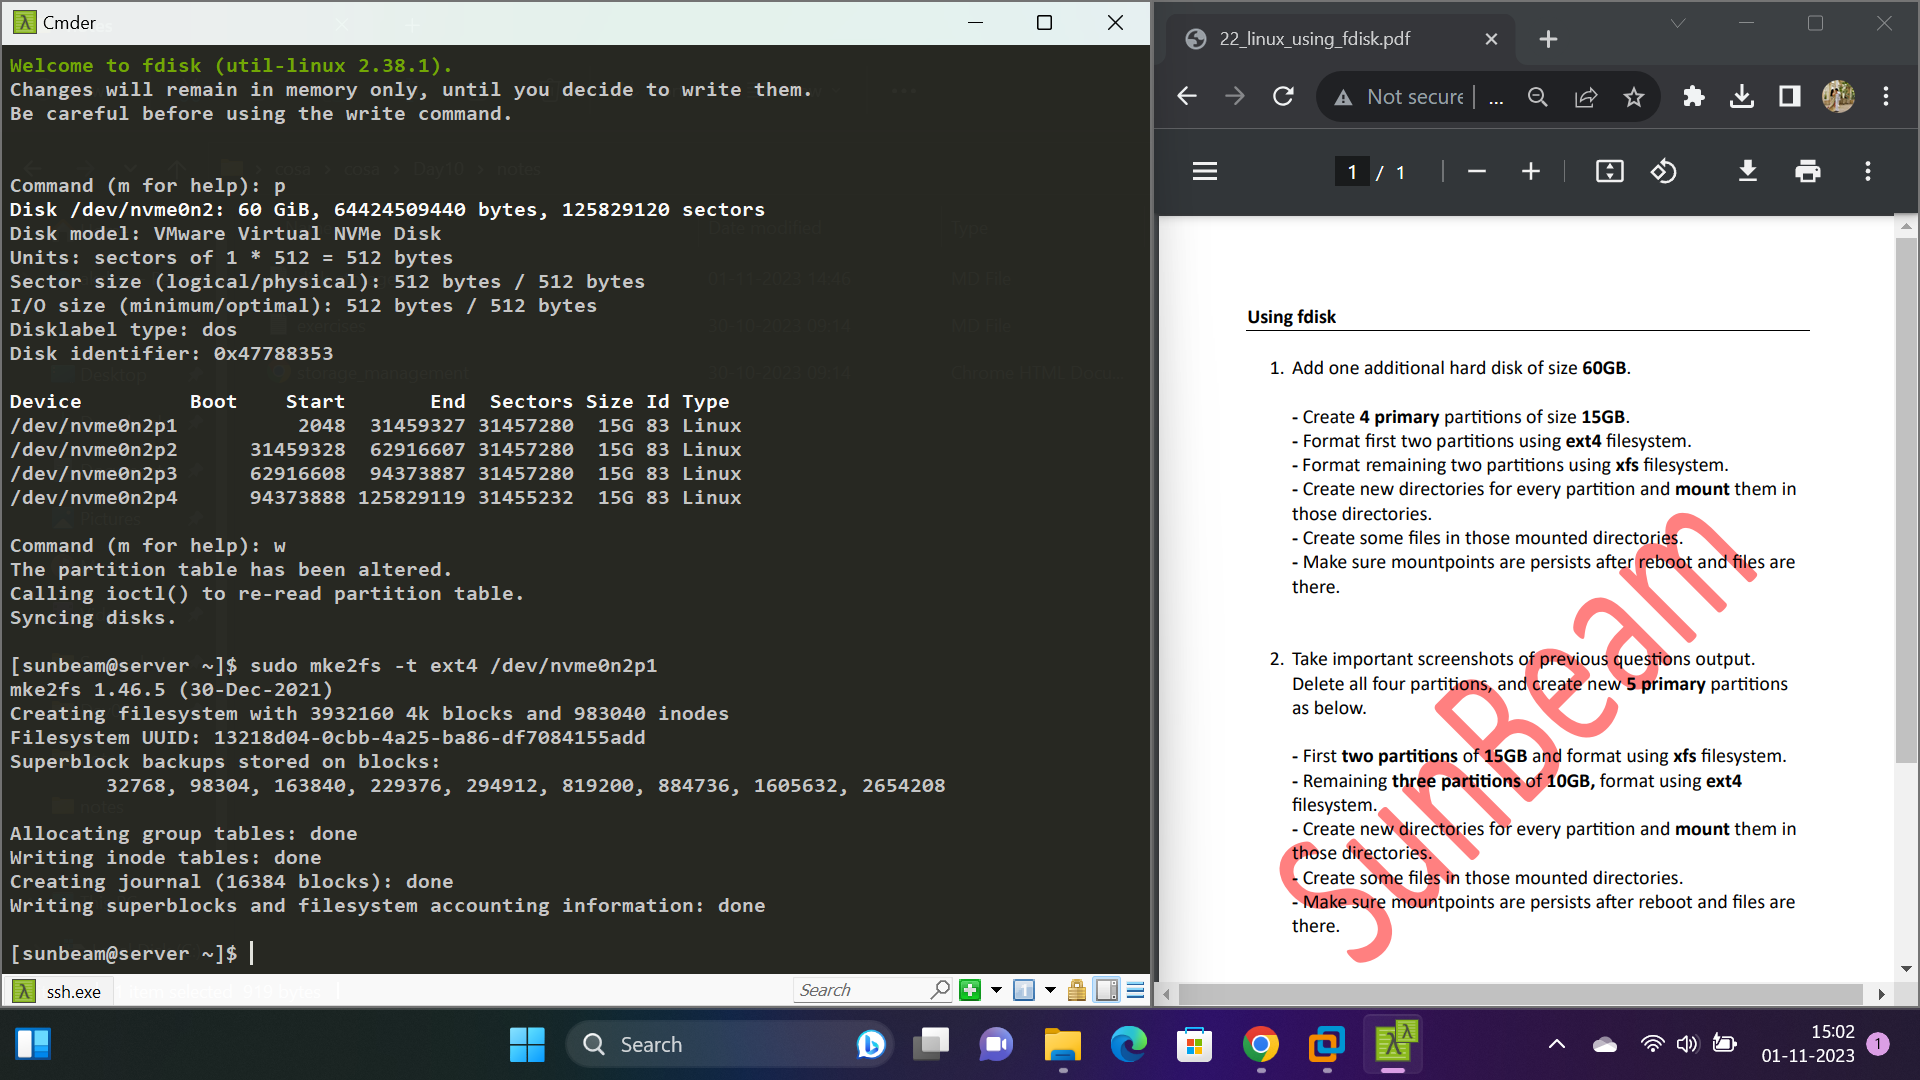 Cmder
Welcome to fdisk (util-linux 2.38.1).
Changes will remain in memory only, until you decide to write them.
Be careful before using the write command.
Command (m for help): p
Disk /dev/nvme0n2: 60 GiB, 64424509440 bytes, 125829120 sectors
Disk model: VMware Virtual NVMe Disk
Units: sectors of 1 * 512 = 512 bytes
Sector size (logical/physical): 512 bytes / 512 bytes
I/O size (minimum/optimal): 512 bytes / 512 bytes
Disklabel type: dos
Disk identifier: 0x47788353
Device Boot Start End Sectors Size Id Type
/dev/nvme0n2p1 2048 31459327 31457280 15G 83 Linux
/dev/nvme0n2p2 31459328 62916607 31457280 15G 83 Linux
/dev/nvme0n2p3 62916608 94373887 31457280 15G 83 Linux
/dev/nvme0n2p4 94373888 125829119 31455232 15G 83 Linux
Command (m for help): w
The partition table has been altered.
Calling ioctl() to re-read partition table.
Syncing disks.
[sunbeam@server ~]$ sudo mke2fs -t ext4 /dev/nvme0n2p1
mke2fs 1.46.5 (30-Dec-2021)
Creating filesystem with 3932160 4k blocks and 983040 inodes
Filesystem UUID: 13218d04-0cbb-4a25-ba86-df7084155add
Superblock backups stored on blocks:
32768, 98304, 163840, 229376, 294912, 819200, 884736, 1605632, 2654208
Allocating group tables: done
Writing inode tables: done
Creating journal (16384 blocks): done
Writing superblocks and filesystem accounting information: done
[sunbeam@server ~]$
ssh.exe
Search
22_linux_using_fdisk.pdf
Not secure
1 / 1
Using fdisk
1. Add one additional hard disk of size 60GB.
- Create 4 primary partitions of size 15GB.
- Format first two partitions using ext4 filesystem.
- Format remaining two partitions using xfs filesystem.
- Create new directories for every partition and mount them in
those directories.
- Create some files in those mounted directories.
- Make sure mountpoints are persists after reboot and files are
there.
2. Take important screenshots of previous questions output.
Delete all four partitions, and create new 5 primary partitions
as below.
- First two partitions of 15GB and format using xfs filesystem.
- Remaining three partitions of 10GB, format using ext4
filesystem.
- Create new directories for every partition and mount them in
those directories.
- Create some files in those mounted directories.
- Make sure mountpoints are persists after reboot and files are
there.
SunBeam
Search
15:02
01-11-2023
1